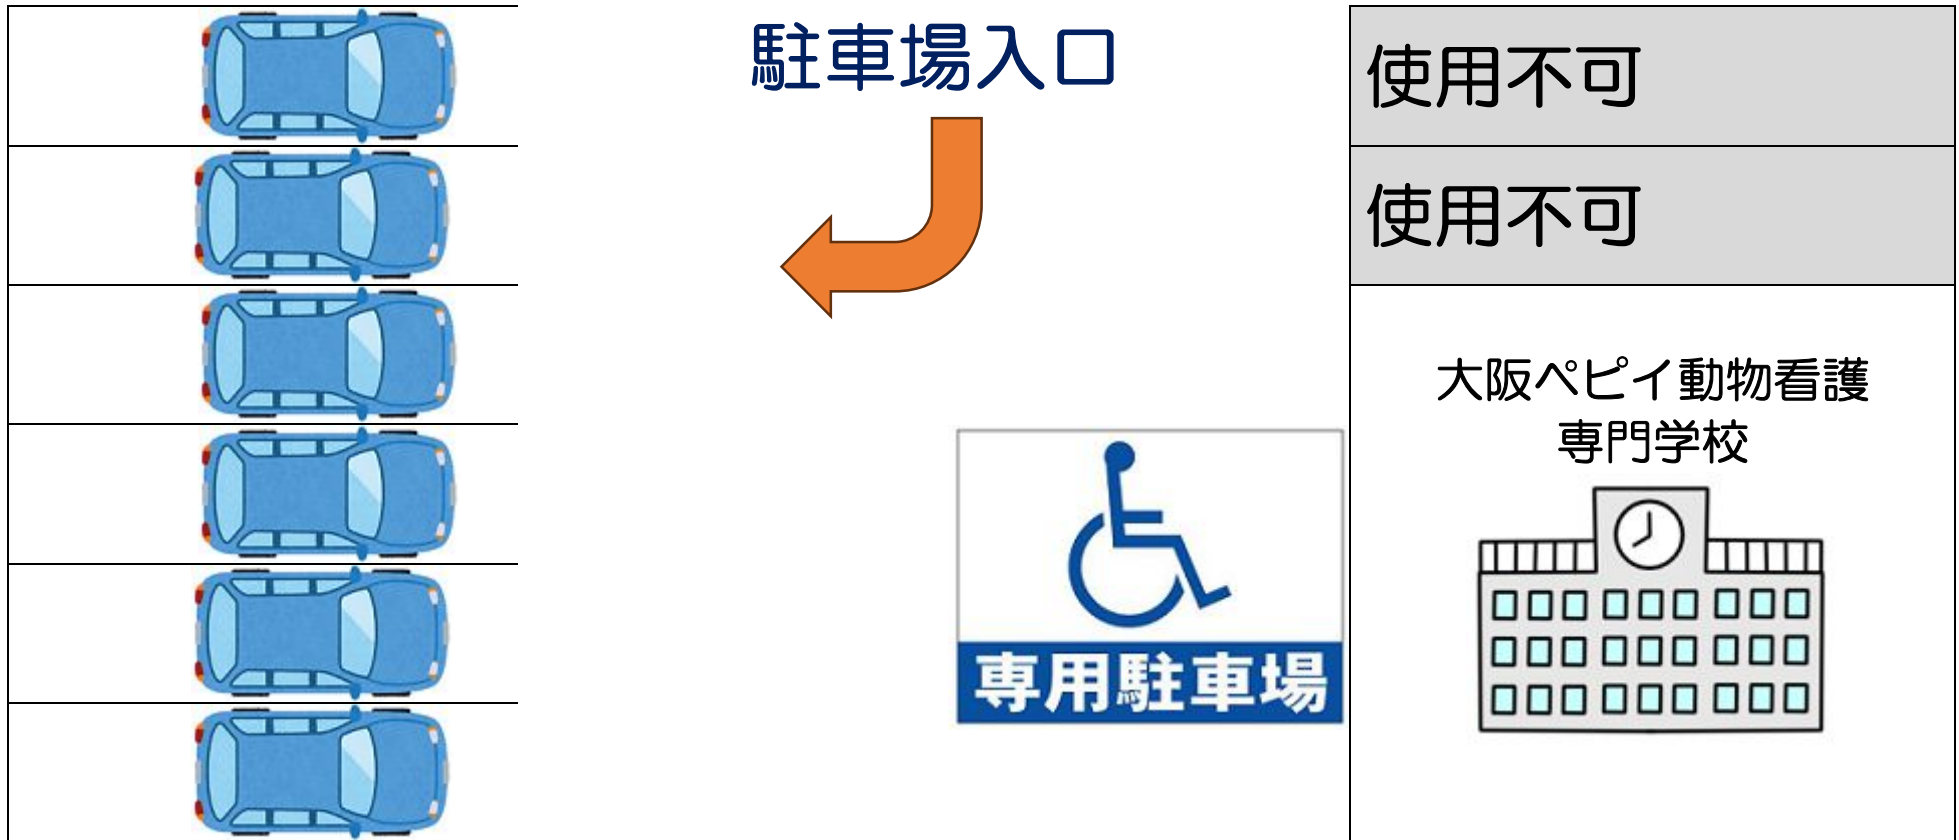 駐車場入口
使用不可
使用不可
大阪ペピイ動物看護
専門学校
専用駐車場